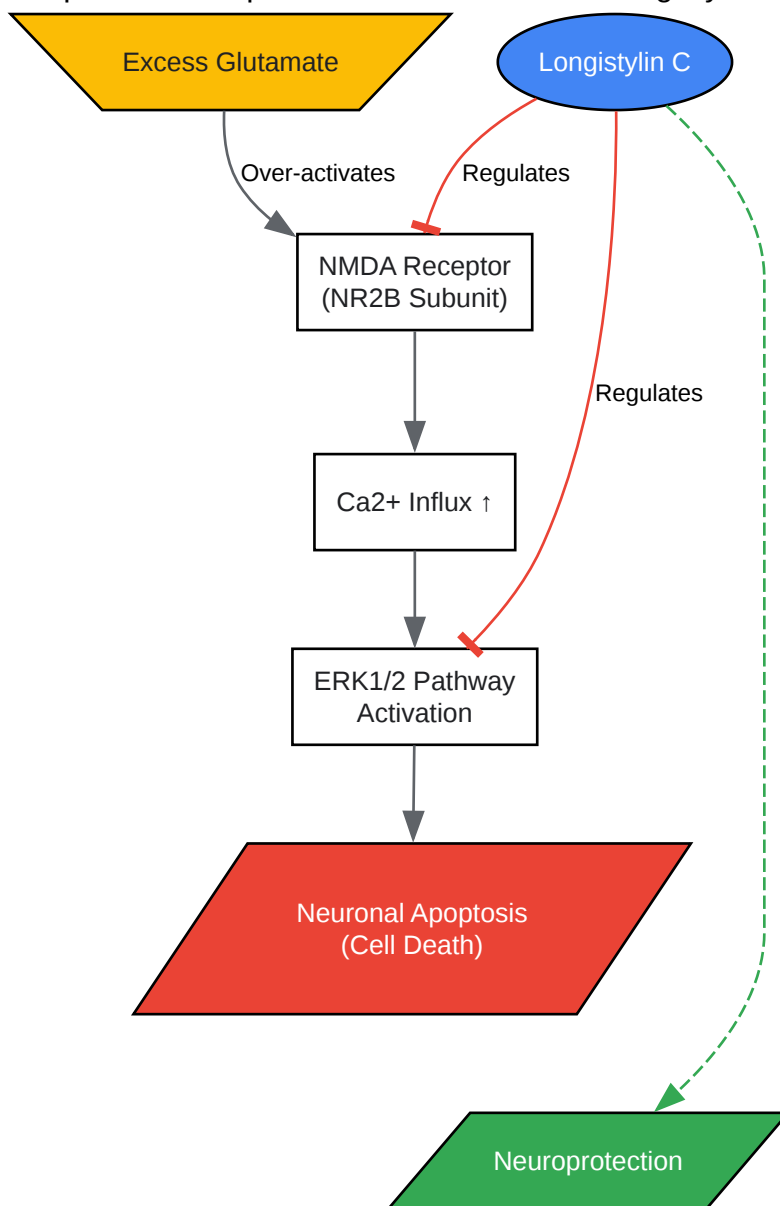 Excess Glutamate
Longistylin C
Over-activates
Regulates
NMDA Receptor
(NR2B Subunit)
Regulates
Ca2+ Influx ↑
ERK1/2 Pathway
Activation
Neuronal Apoptosis
(Cell Death)
Neuroprotection